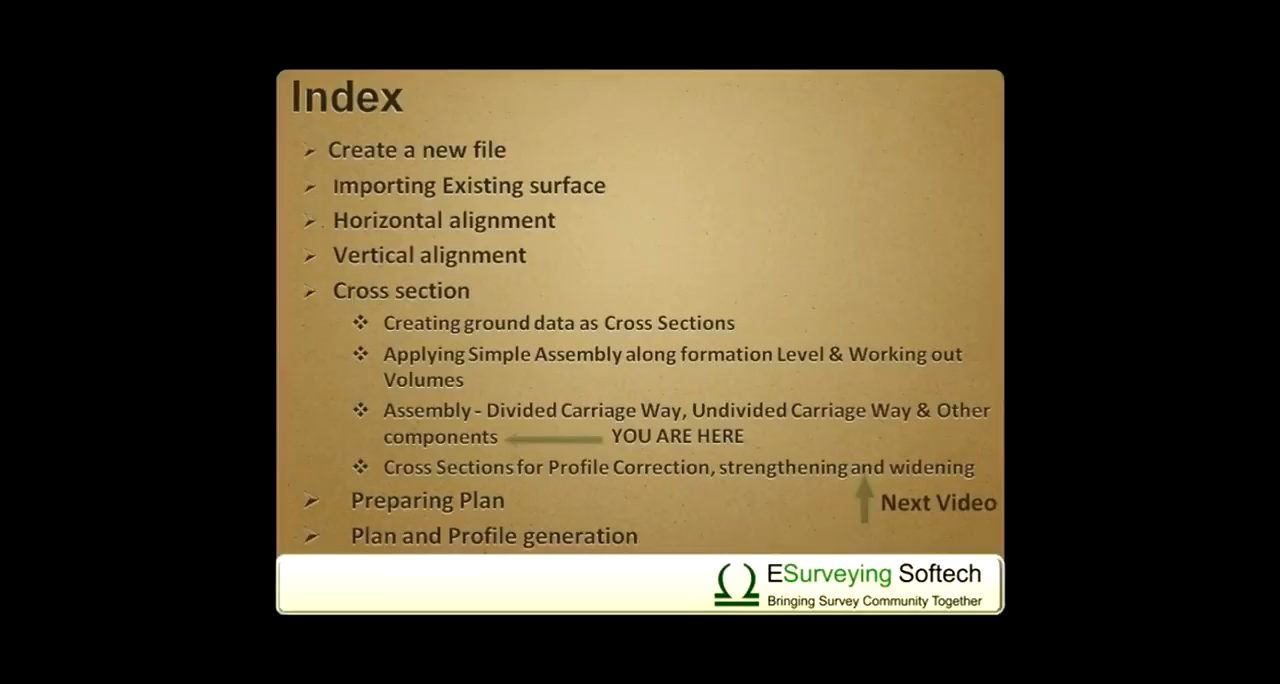 Index
Create a new file
Importing Existing surface
Horizontal alignment
Vertical alignment
Cross section
Creating ground data as Cross Sections
Applying Simple Assembly along formation Level & Working out
Volumes
Assembly - Divided Carriage Way, Undivided Carriage Way & Other
components YOU ARE HERE
Cross Sections for Profile Correction, strengthening and widening
Preparing Plan
Next Video
Plan and Profile generation
ESurveying Softech
Bringing Survey Community Together